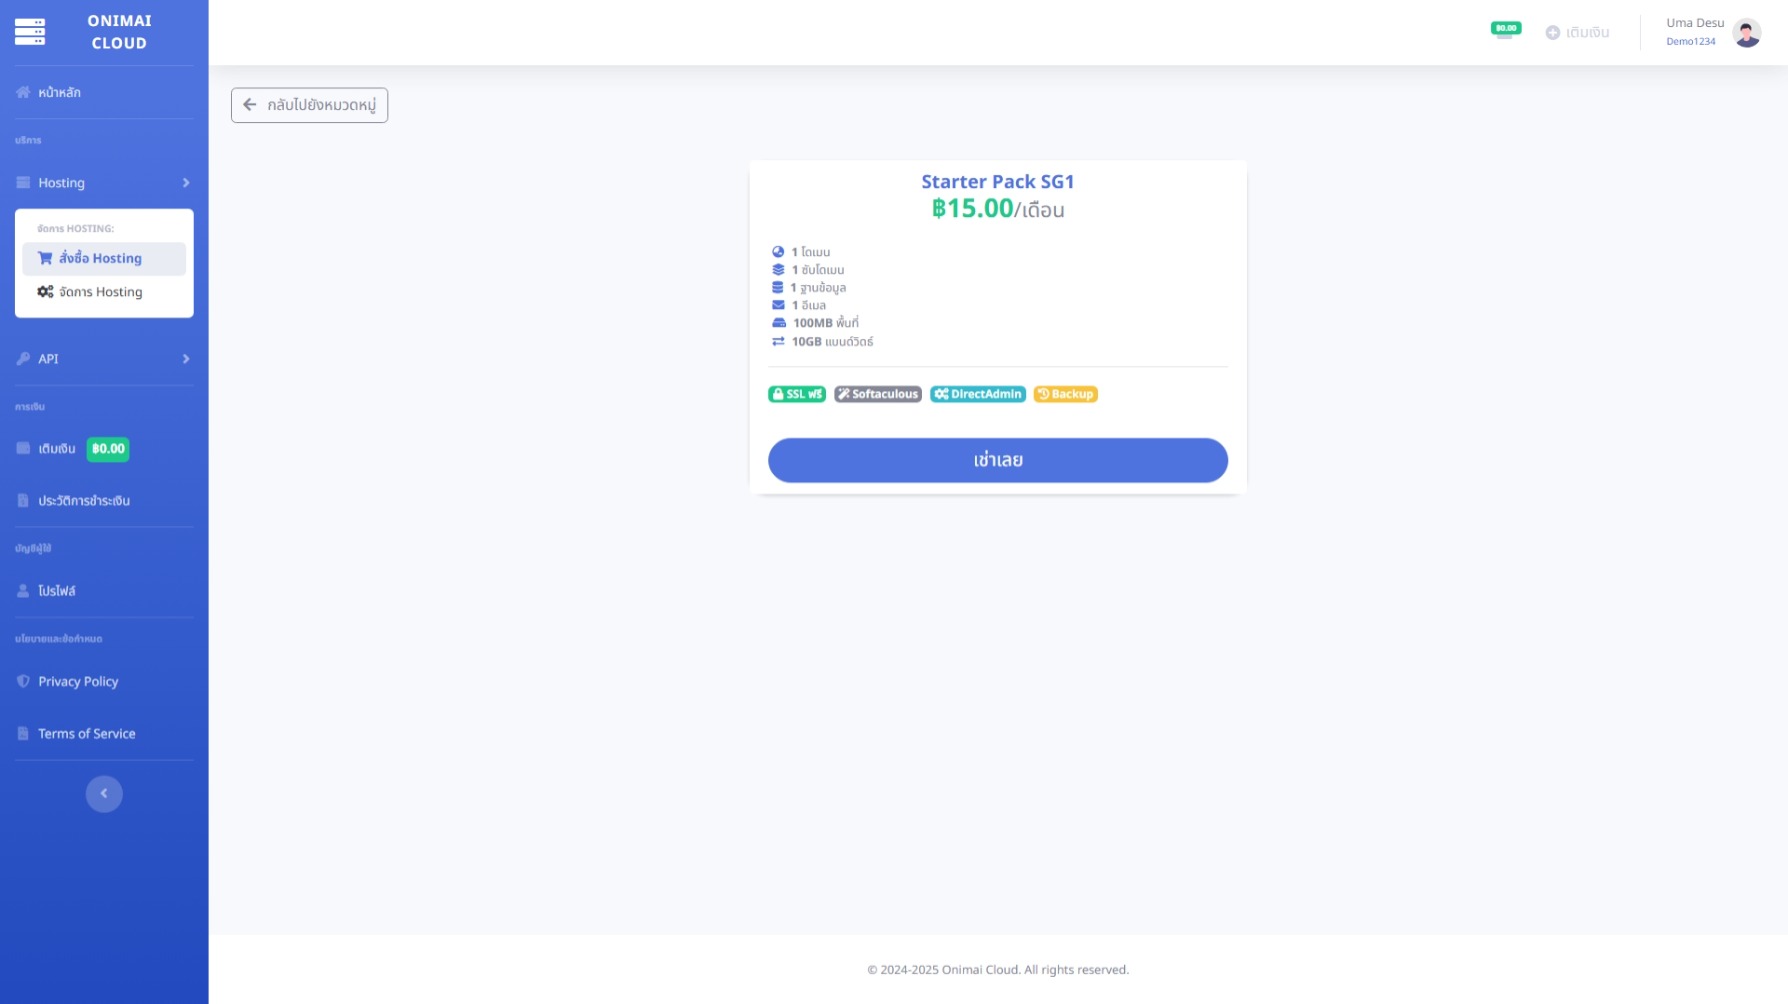 ONIMAI
CLOUD
หน้าหลัก
บริการ
Hosting
จัดการ HOSTING:
สั่งซื้อ Hosting
จัดการ Hosting
API
การเงิน
เติมเงิน ฿0.00
ประวัติการชำระเงิน
บัญชีผู้ใช้
โปรไฟล์
นโยบายและข้อกำหนด
Privacy Policy
Terms of Service
฿0.00
เติมเงิน
Uma Desu
Demo1234
กลับไปยังหมวดหมู่
Starter Pack SG1
฿15.00/เดือน
1 โดเมน
1 ซับโดเมน
1 ฐานข้อมูล
1 อีเมล
100MB พื้นที่
10GB แบนด์วิดธ์
SSL ฟรี Softaculous DirectAdmin Backup
เช่าเลย
© 2024-2025 Onimai Cloud. All rights reserved.